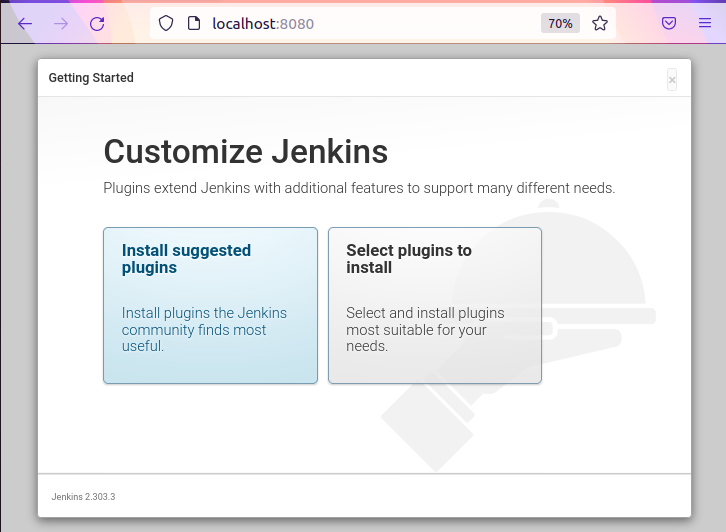 localhost:8080
70%
Getting Started
×
Customize Jenkins
Plugins extend Jenkins with additional features to support many different needs.
Install suggested
plugins
Install plugins the Jenkins
community finds most
useful.
Select plugins to
install
Select and install plugins
most suitable for your
needs.
Jenkins 2.303.3